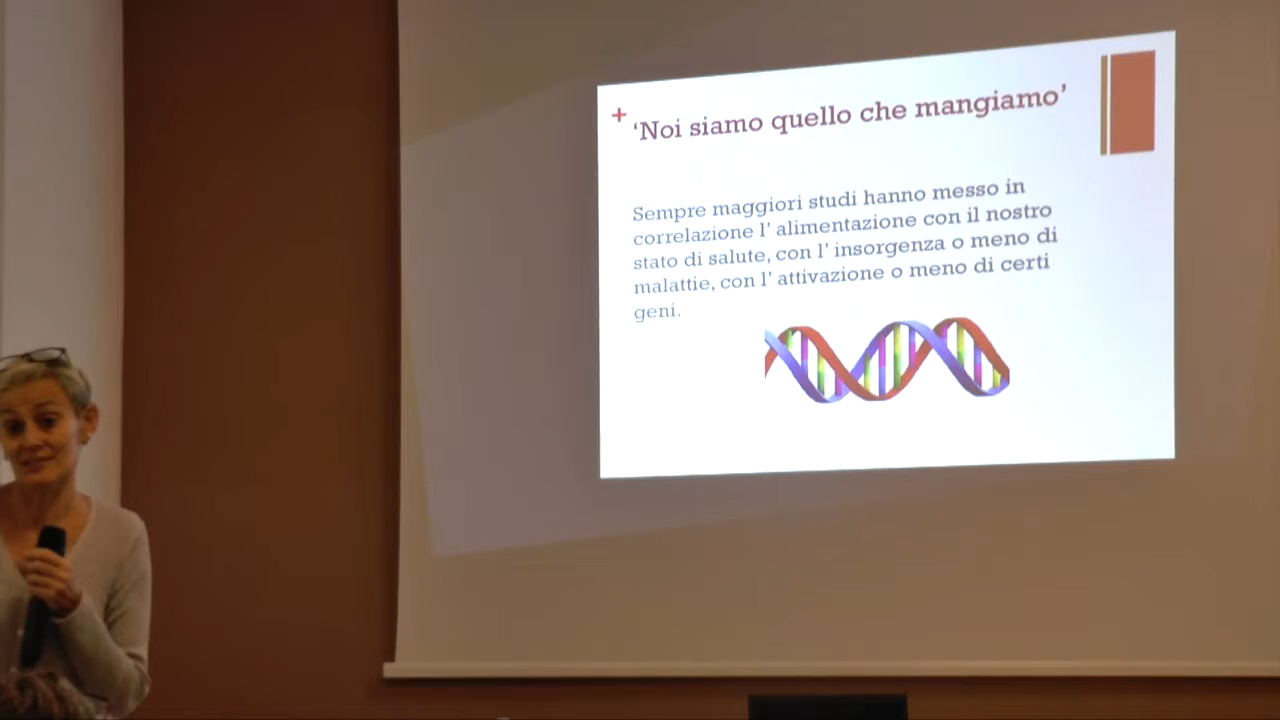 + ‘Noi siamo quello che mangiamo’
Sempre maggiori studi hanno messo in
correlazione l’ alimentazione con il nostro
stato di salute, con l’ insorgenza o meno di
malattie, con l’ attivazione o meno di certi
geni.